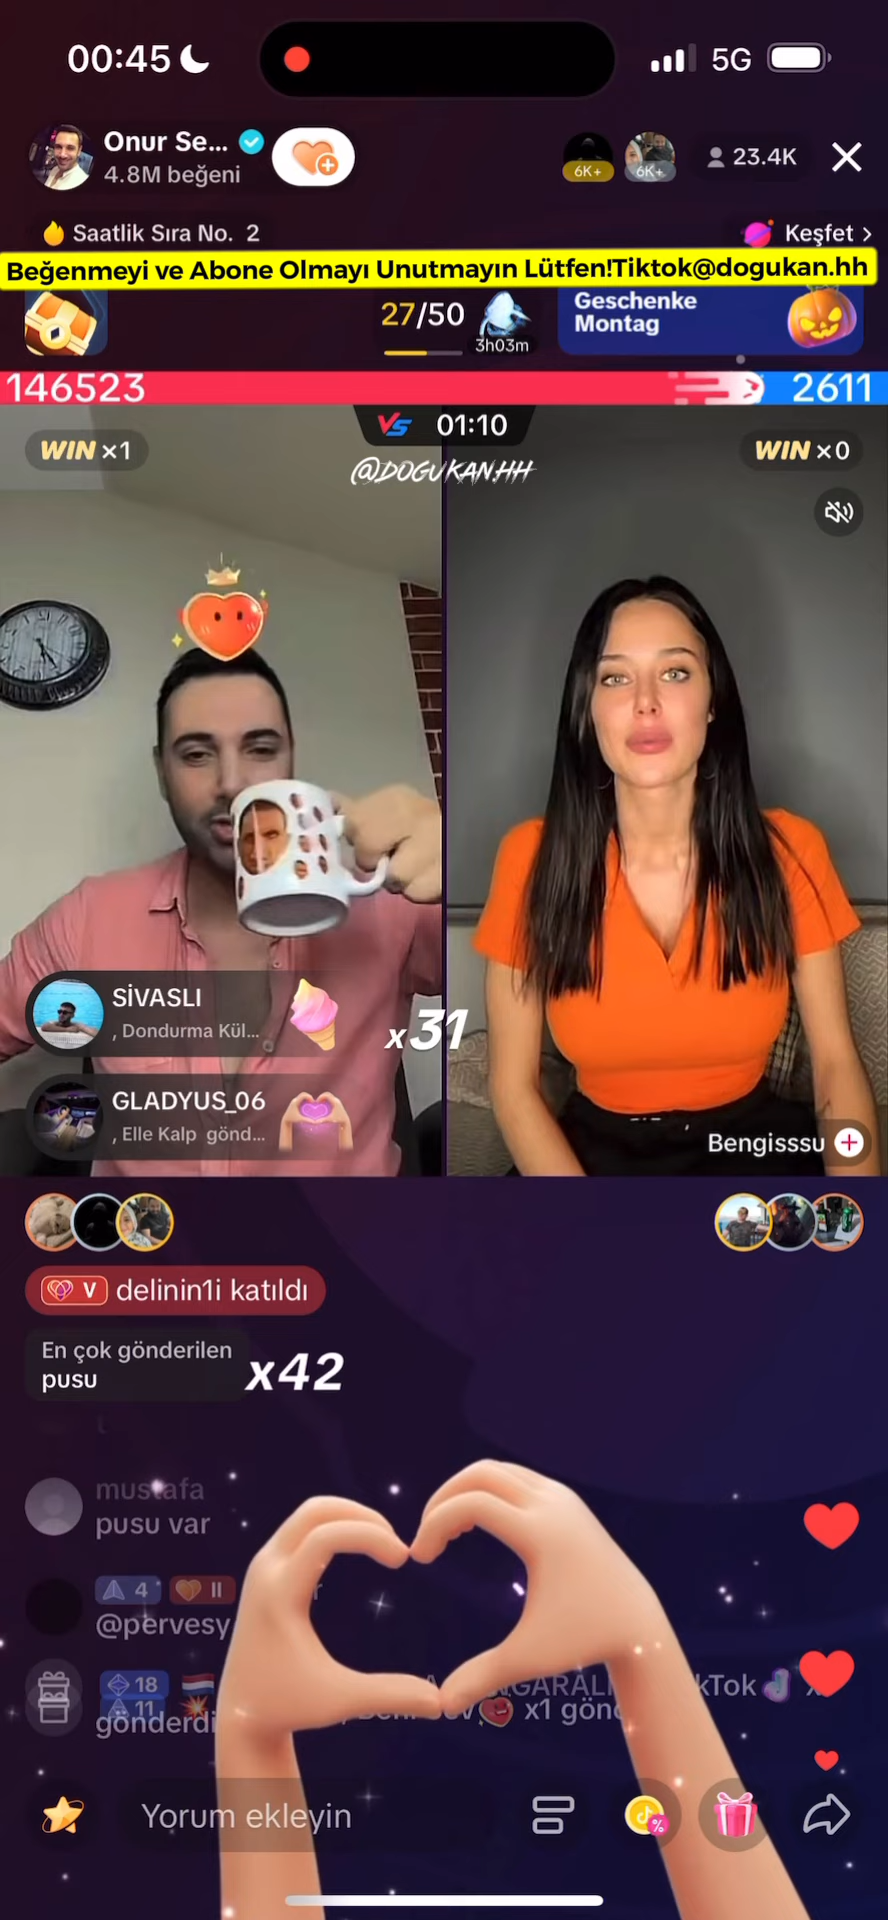 00:45
5G
Onur Se...
4.8M beğeni
6K+
6K+
23.4K
Saatlik Sıra No. 2
Keşfet >
Beğenmeyi ve Abone Olmayı Unutmayın Lütfen!Tiktok@dogukan.hh
27/50
3h03m
Geschenke
Montag
146523
2611
WIN x1
VS 01:10
WIN x0
@DOGUKAN.HH
SİVASLI
, Dondurma Kül...
x31
GLADYUS_06
, Elle Kalp gönd...
Bengisssu
V delinin1i katıldı
En çok gönderilen
pusu
x42
mustafa
pusu var
4 II
@pervesy
18
11
gönderdi
x1 gön
Yorum ekleyin